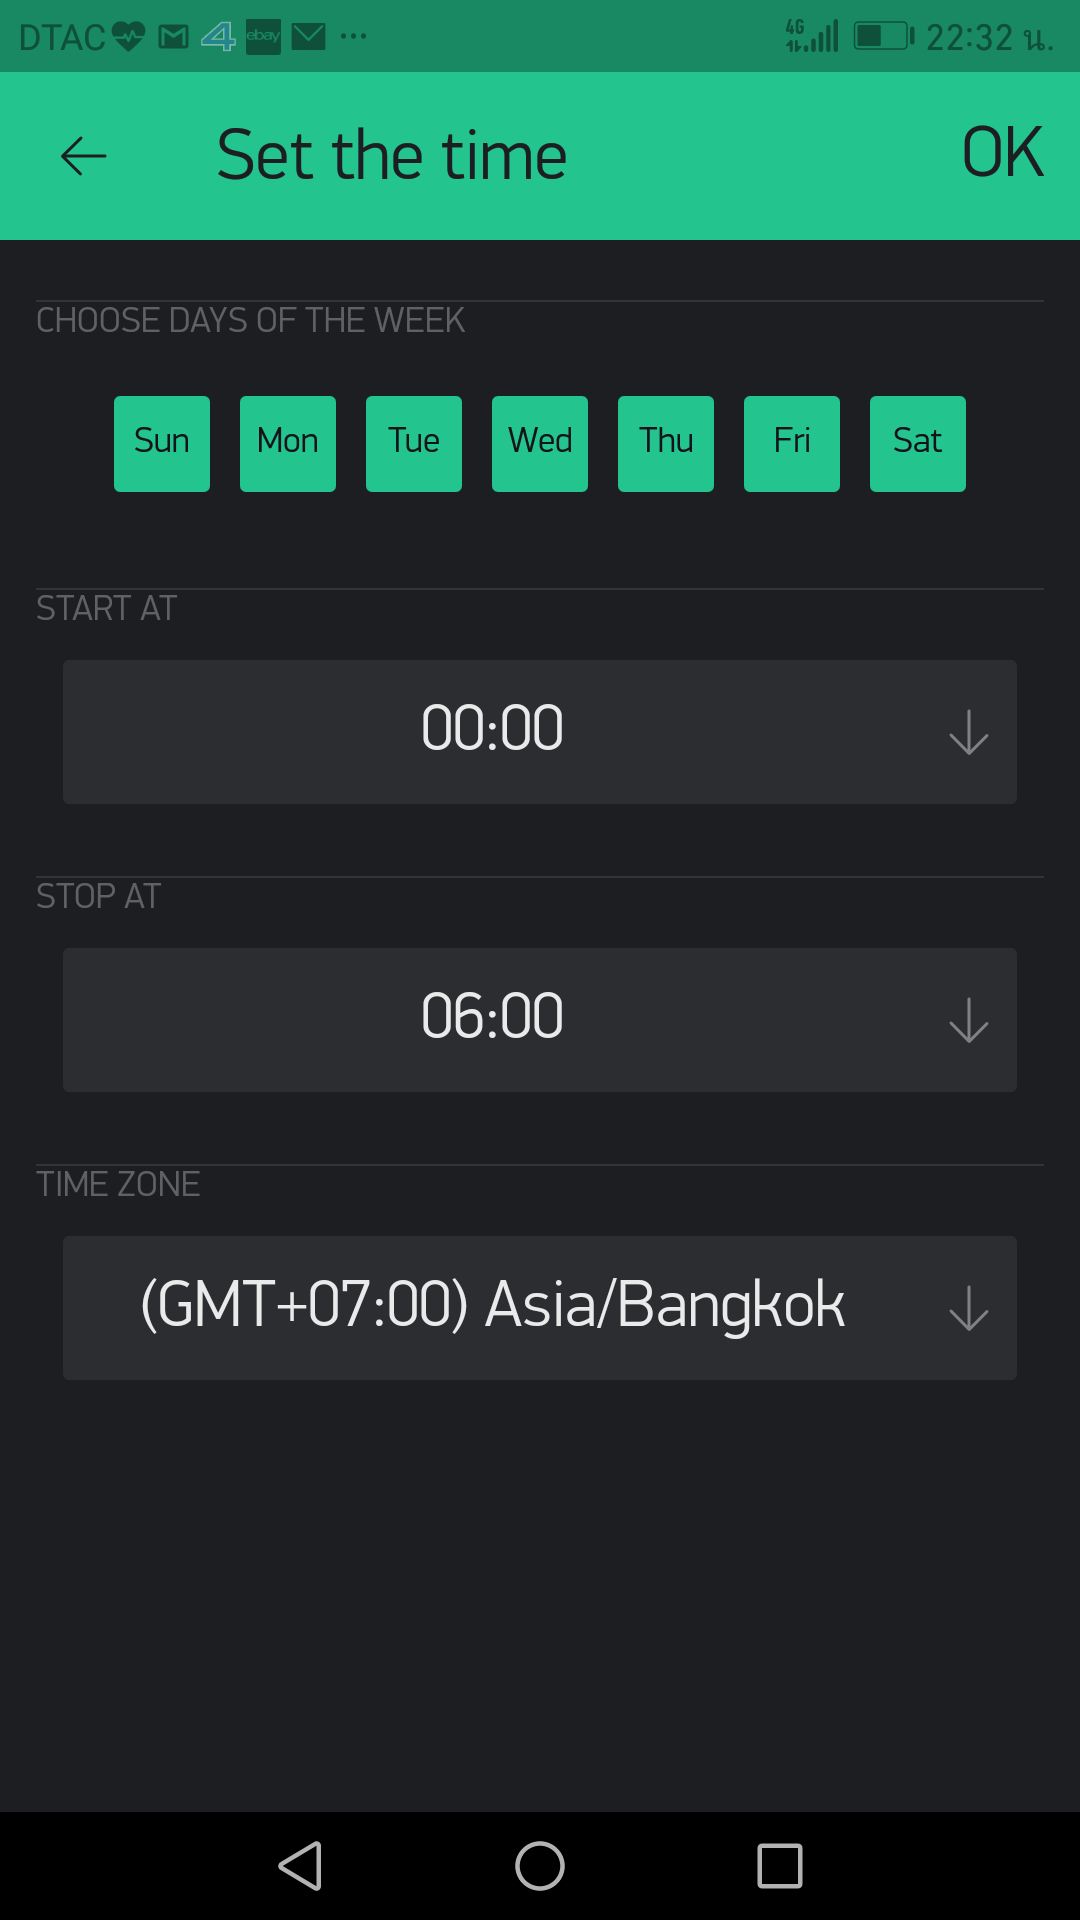 DTAC 4 ebay ... 4G 22:32 น.
Set the time OK
CHOOSE DAYS OF THE WEEK
Sun Mon Tue Wed Thu Fri Sat
START AT
00:00
STOP AT
06:00
TIME ZONE
(GMT+07:00) Asia/Bangkok